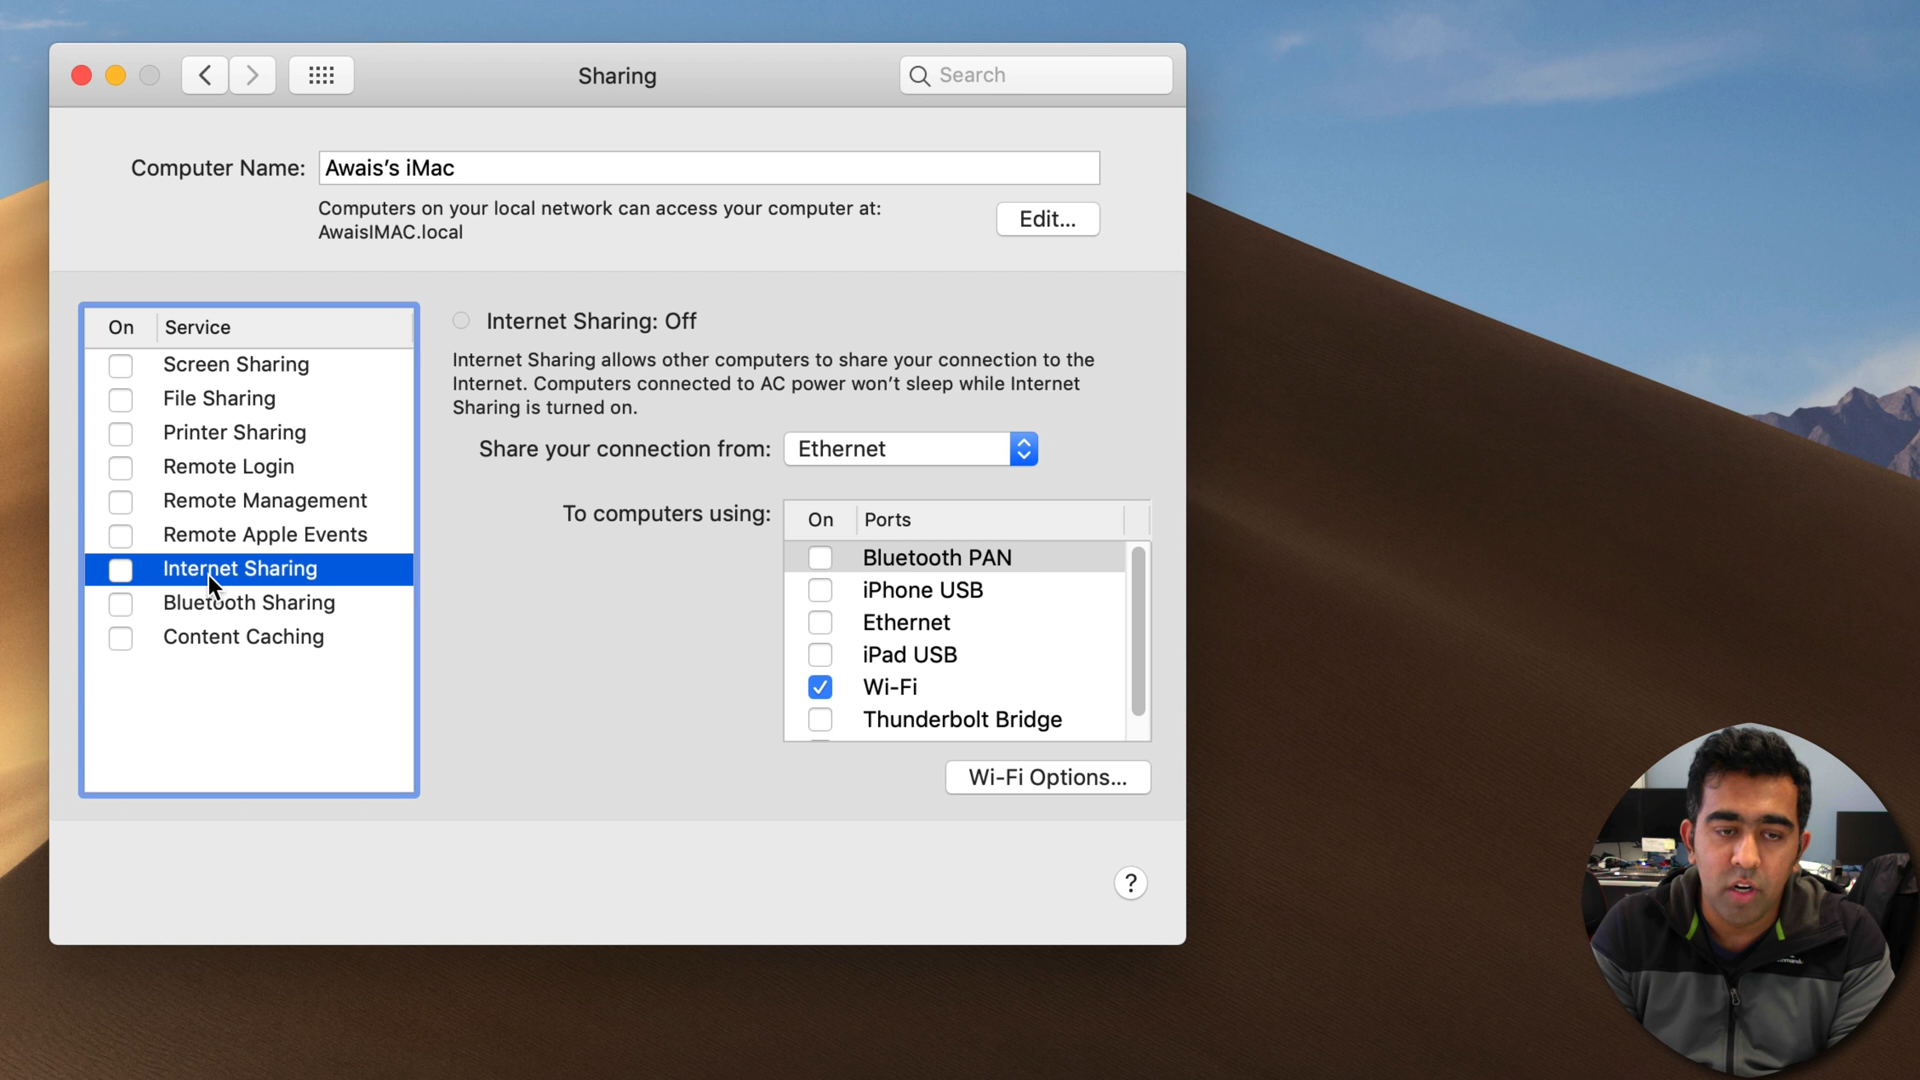 Sharing
Search
Computer Name:
Awais's iMac
Computers on your local network can access your computer at:
AwaisIMAC.local
Edit...
On Service
Screen Sharing
File Sharing
Printer Sharing
Remote Login
Remote Management
Remote Apple Events
Internet Sharing
Bluetooth Sharing
Content Caching
Internet Sharing: Off
Internet Sharing allows other computers to share your connection to the
Internet. Computers connected to AC power won't sleep while Internet
Sharing is turned on.
Share your connection from: Ethernet
To computers using:
On Ports
Bluetooth PAN
iPhone USB
Ethernet
iPad USB
Wi-Fi
Thunderbolt Bridge
Wi-Fi Options...
?